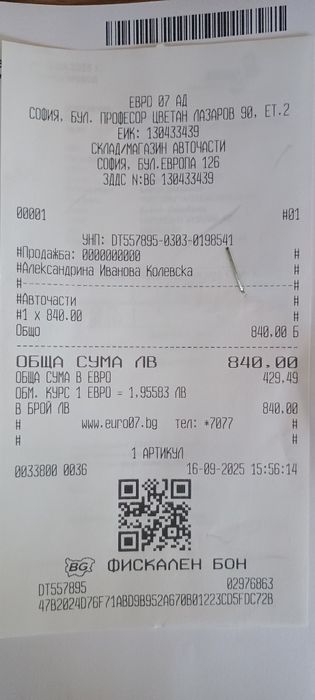 ЕВРО 07 АД
СОФИЯ, БУЛ. ПРОФЕСОР ЦВЕТАН ЛАЗАРОВ 90, ЕТ.2
ЕИК: 130433439
СКЛАД/МАГАЗИН АВТОЧАСТИ
СОФИЯ, БУЛ.ЕВРОПА 126
ЗДДС N:BG 130433439
00001 #01
УНП: DT557895-0303-0198541
#Продажба: 0000000000 #
#Александрина Иванова Колевска #
#------------------------------------#
#Авточасти #
#1 x 840.00 #
Общо 840.00 Б
ОБЩА СУМА ЛВ 840.00
ОБЩА СУМА В ЕВРО 429.49
ОБМ. КУРС 1 ЕВРО = 1,95583 ЛВ
В БРОЙ ЛВ 840.00
# www.euro07.bg тел: *7077 #
# #
1 АРТИКУЛ
0033800 0036 16-09-2025 15:56:14
BG ФИСКАЛЕН БОН
DT557895 02976863
47B2024D76F71ABD9B952A670B01223CD5FDC72B